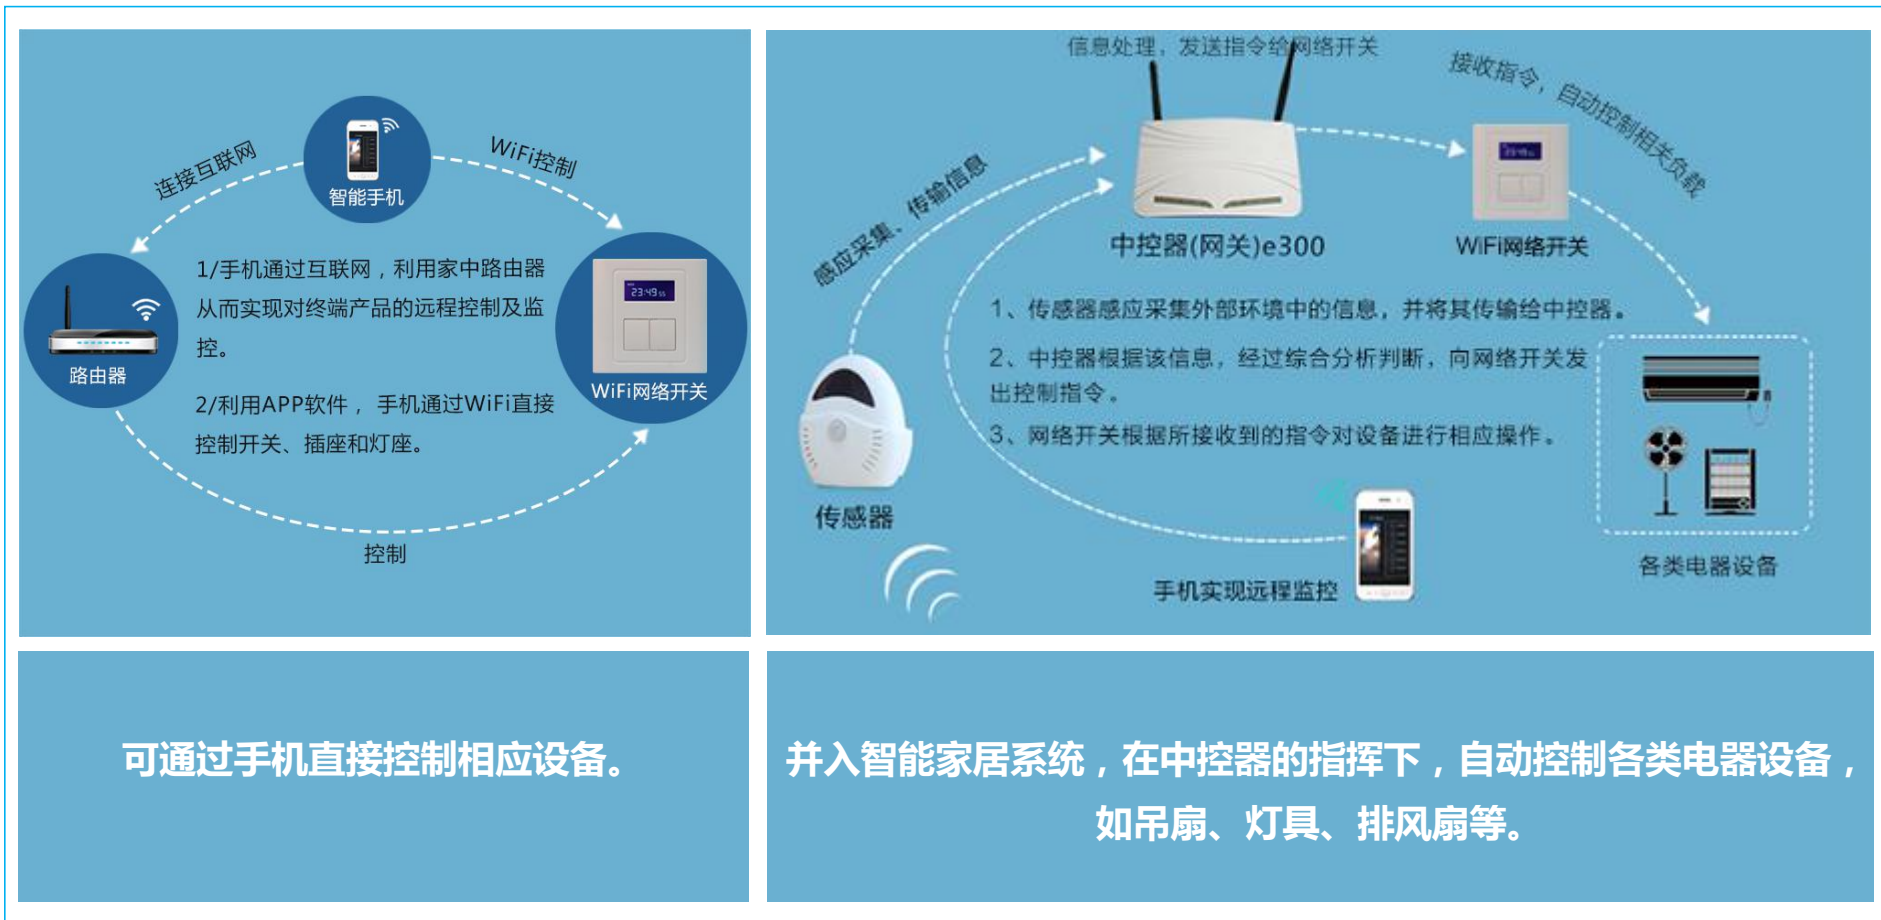 连接互联网
WiFi控制
智能手机
1/手机通过互联网，利用家中路由器
从而实现对终端产品的远程控制及监
控。
2/利用APP软件， 手机通过WiFi直接
控制开关、插座和灯座。
路由器
23:49
WiFi网络开关
控制
信息处理，发送指令给网络开关
接收指令，自动控制相关负载
感应采集、传输信息
中控器(网关)e300
WiFi网络开关
1、传感器感应采集外部环境中的信息，并将其传输给中控器。
2、中控器根据该信息，经过综合分析判断，向网络开关发
出控制指令。
3、网络开关根据所接收到的指令对设备进行相应操作。
传感器
手机实现远程监控
各类电器设备
可通过手机直接控制相应设备。
并入智能家居系统，在中控器的指挥下，自动控制各类电器设备，
如吊扇、灯具、排风扇等。